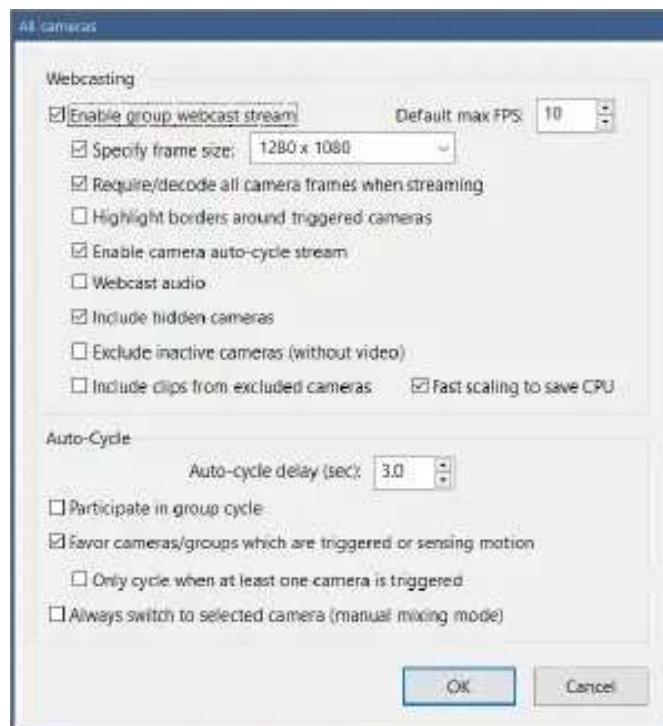 All cameras
Webcasting
Enable group webcast stream Default max FPS: 10
Specify frame size: 1280 x 1080
Require/decode all camera frames when streaming
Highlight borders around triggered cameras
Enable camera auto-cycle stream
Webcast audio
Include hidden cameras
Exclude inactive cameras (without video)
Include clips from excluded cameras Fast scaling to save CPU
Auto-Cycle
Auto-cycle delay (sec): 3.0
Participate in group cycle
Favor cameras/groups which are triggered or sensing motion
Only cycle when at least one camera is triggered
Always switch to selected camera (manual mixing mode)
OK Cancel